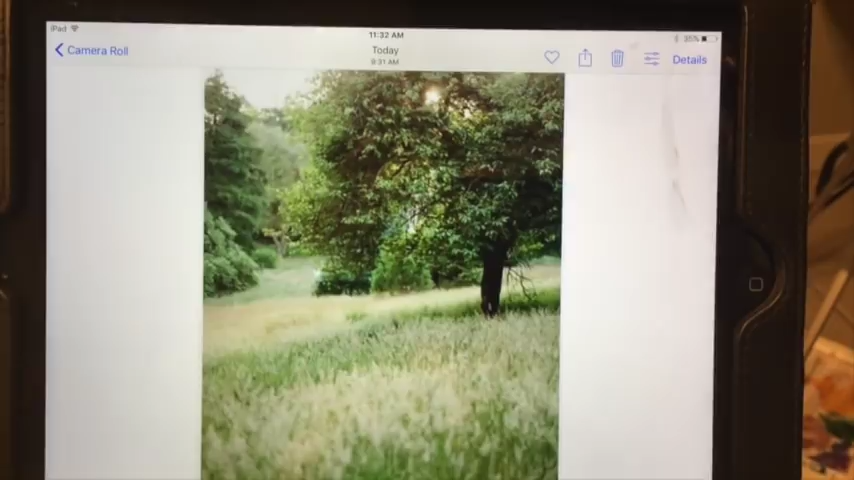 iPad
11:32 AM
35%
Camera Roll
Today
9:31 AM
Details